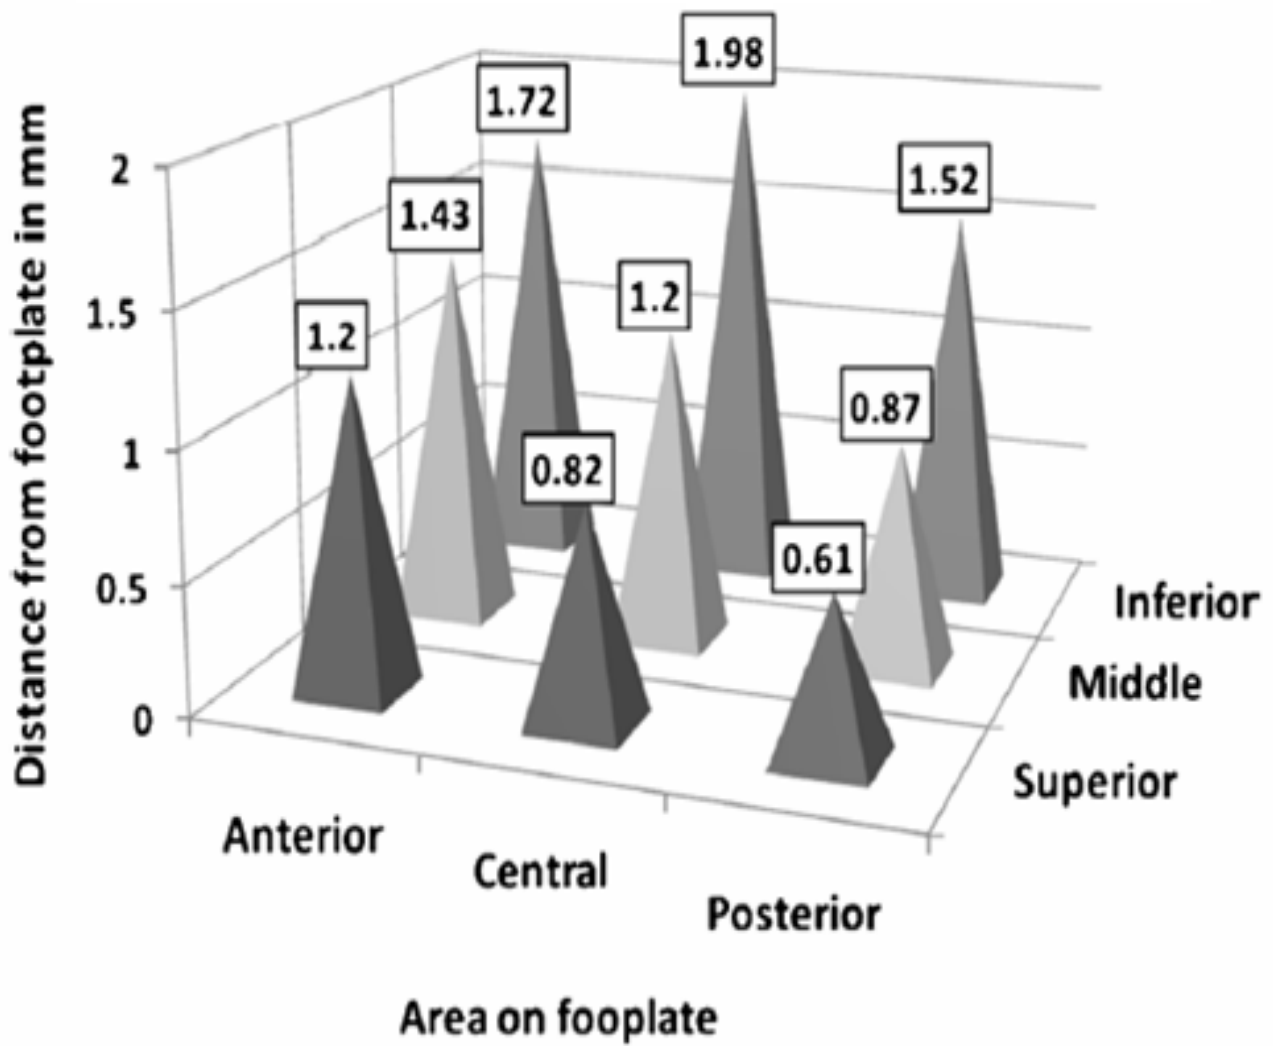 Distance from footplate in mm
2
1.5
1
0.5
0
1.98
1.72
1.52
1.43
1.2
1.2
0.87
0.82
0.61
Inferior
Middle
Superior
Anterior
Central
Posterior
Area on fooplate